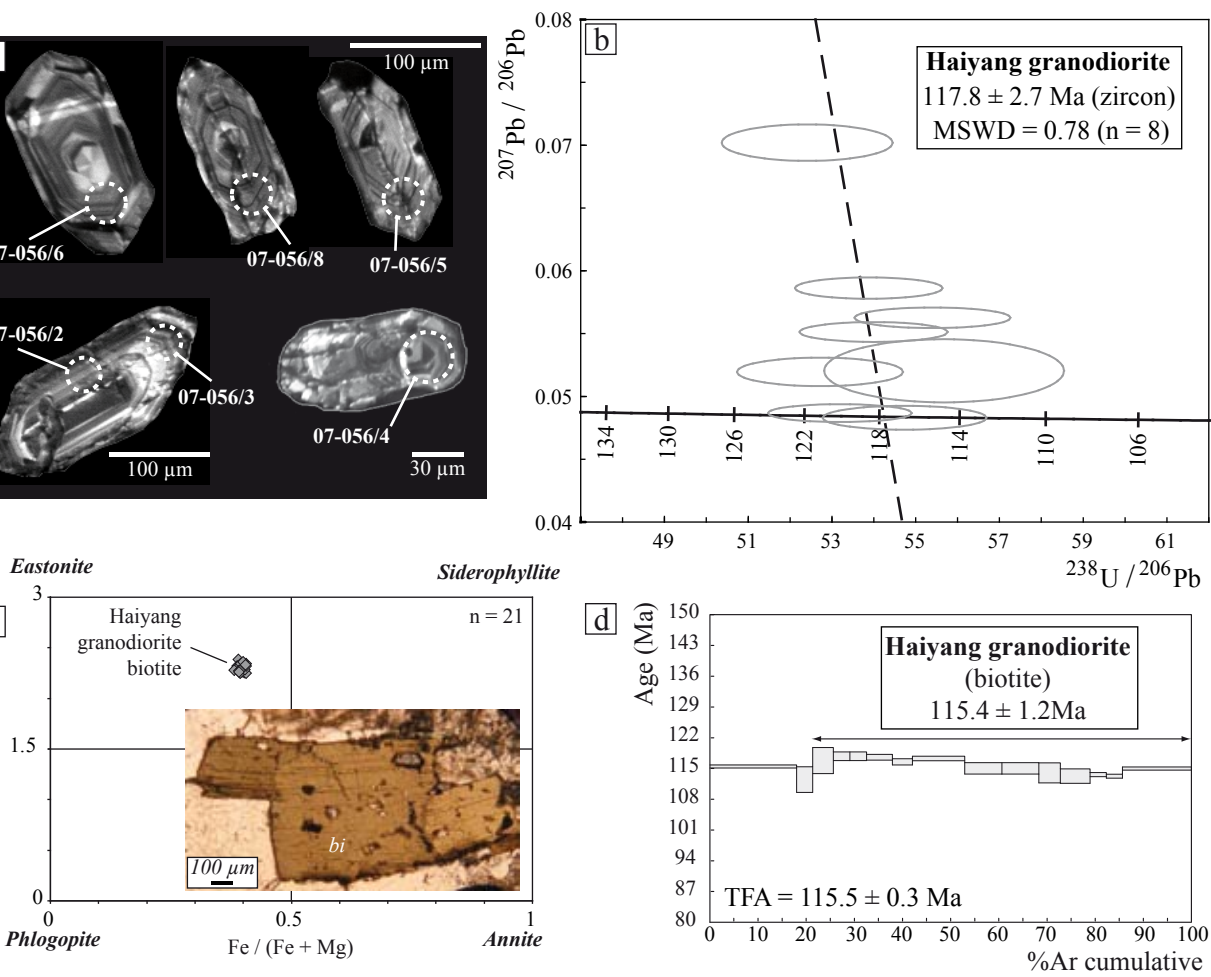 100 µm
7-056/6
07-056/8
07-056/5
7-056/2
07-056/3
07-056/4
100 µm
30 µm
b
207Pb / 206Pb
0.08
0.07
0.06
0.05
0.04
Haiyang granodiorite
117.8 ± 2.7 Ma (zircon)
MSWD = 0.78 (n = 8)
134
130
126
122
118
114
110
106
49
51
53
55
57
59
61
238U / 206Pb
Eastonite
Siderophyllite
3
1.5
0
Haiyang
granodiorite
biotite
n = 21
bi
100 µm
0
0.5
1
Phlogopite
Fe / (Fe + Mg)
Annite
d
Age (Ma)
150
143
136
129
122
115
108
101
94
87
80
Haiyang granodiorite
(biotite)
115.4 ± 1.2Ma
TFA = 115.5 ± 0.3 Ma
0 10 20 30 40 50 60 70 80 90 100
%Ar cumulative